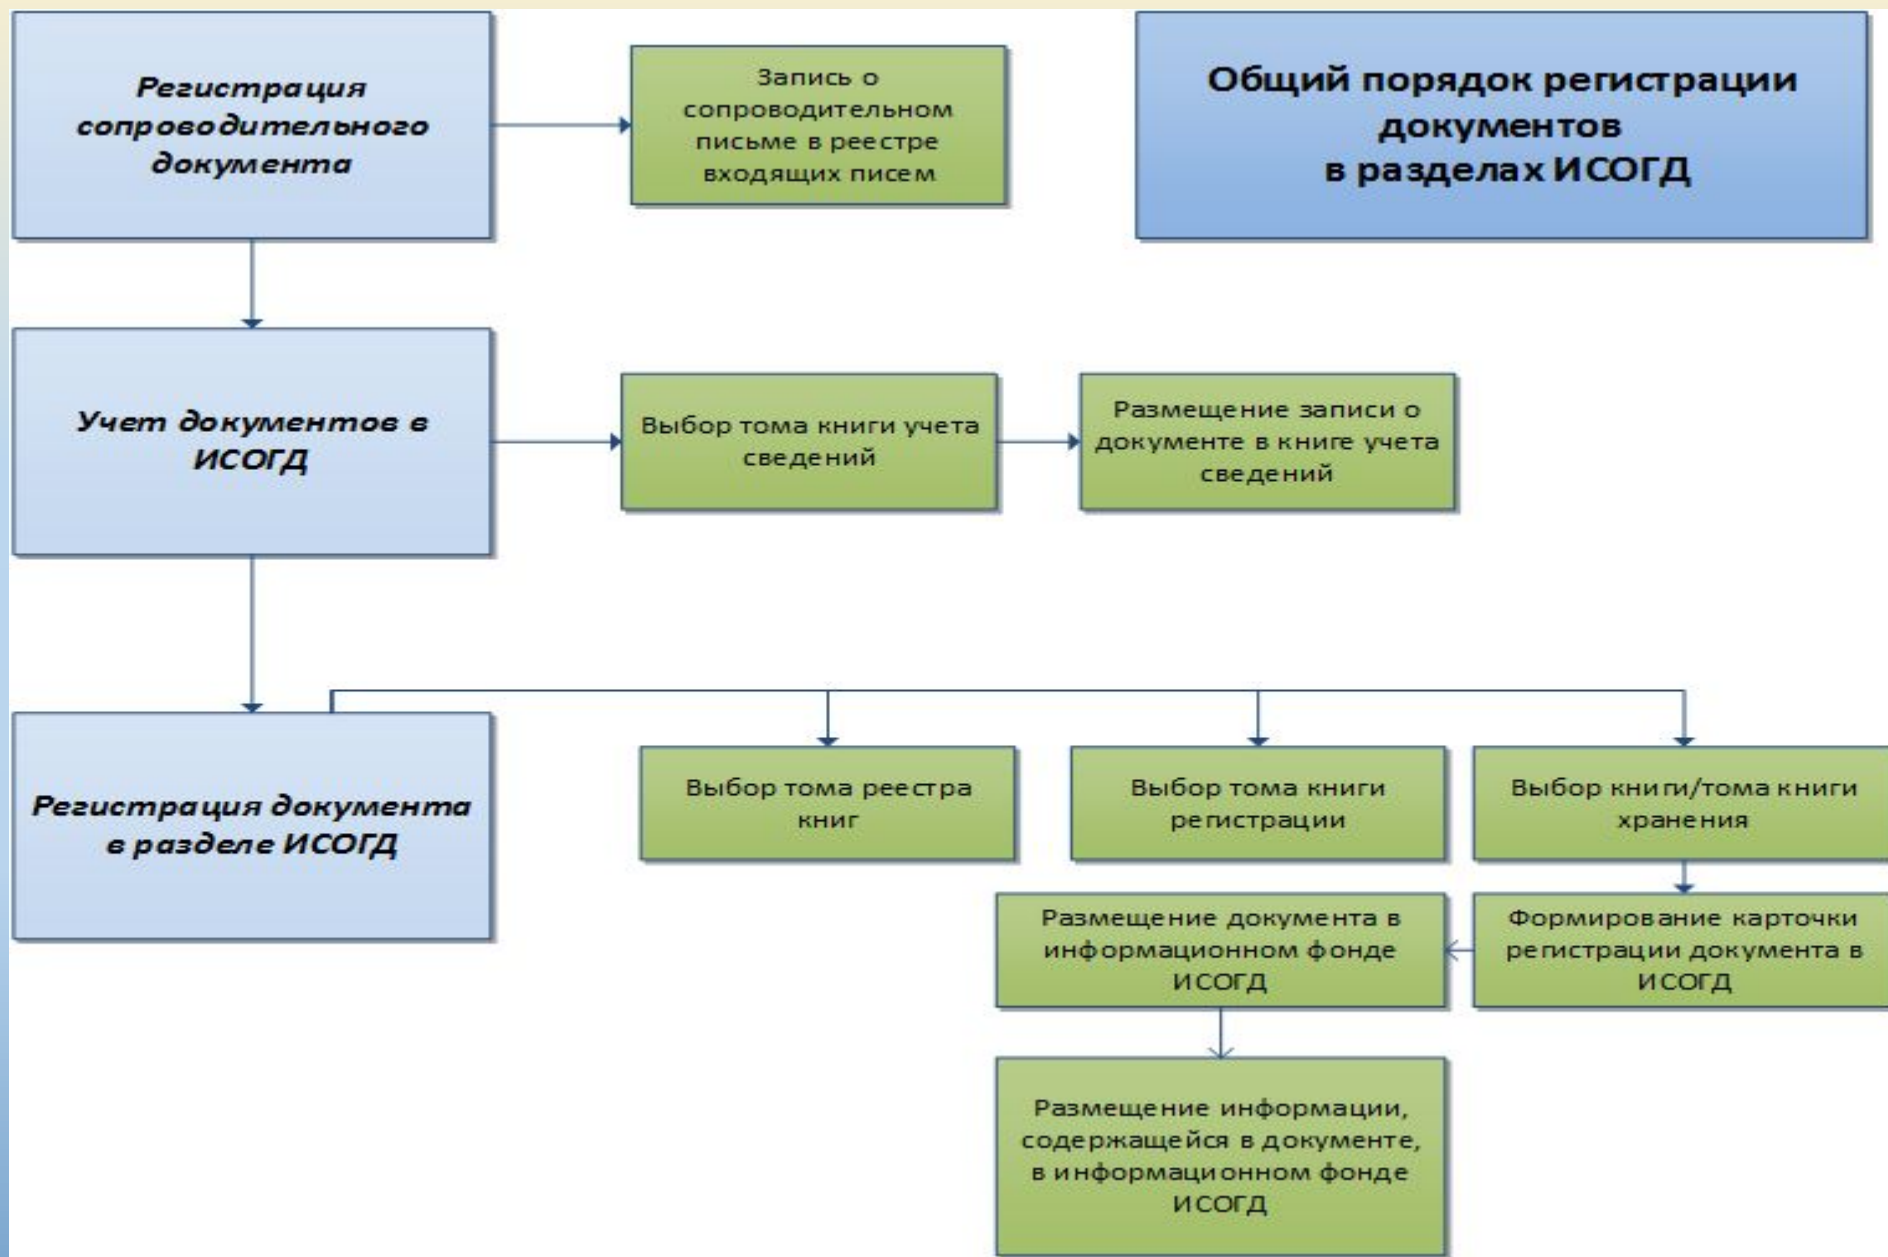 Регистрация
сопроводительного
документа
Запись о
сопроводительном
письме в реестре
входящих писем
Общий порядок регистрации
документов
в разделах ИСОГД
Учет документов в
ИСОГД
Выбор тома книги учета
сведений
Размещение записи о
документе в книге учета
сведений
Регистрация документа
в разделе ИСОГД
Выбор тома реестра
книг
Выбор тома книги
регистрации
Выбор книги/тома книги
хранения
Размещение документа в
информационном фонде
ИСОГД
Формирование карточки
регистрации документа в
ИСОГД
Размещение информации,
содержащейся в документе,
в информационном фонде
ИСОГД